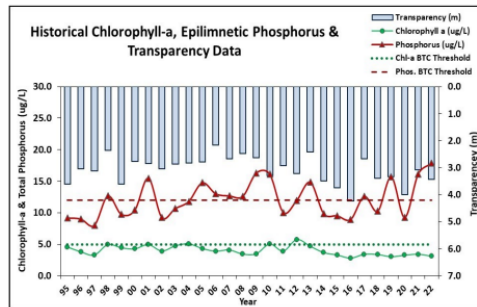 Historical Chlorophyll-a, Epilimnetic Phosphorus &
Transparency Data
Transparency (m)
Chlorophyll a (ug/L)
Phosphorus (ug/L)
Chl-a BTC Threshold
Phos. BTC Threshold
Chlorophyll-a & Total Phosphorus (ug/L)
30.0
25.0
20.0
15.0
10.0
5.0
0.0
0.0
1.0
2.0
3.0
4.0
5.0
6.0
7.0
Transparencey (m)
95 96 97 98 99 00 01 02 03 04 05 06 07 08 09 10 11 12 13 14 15 16 17 18 19 20 21 22
Year